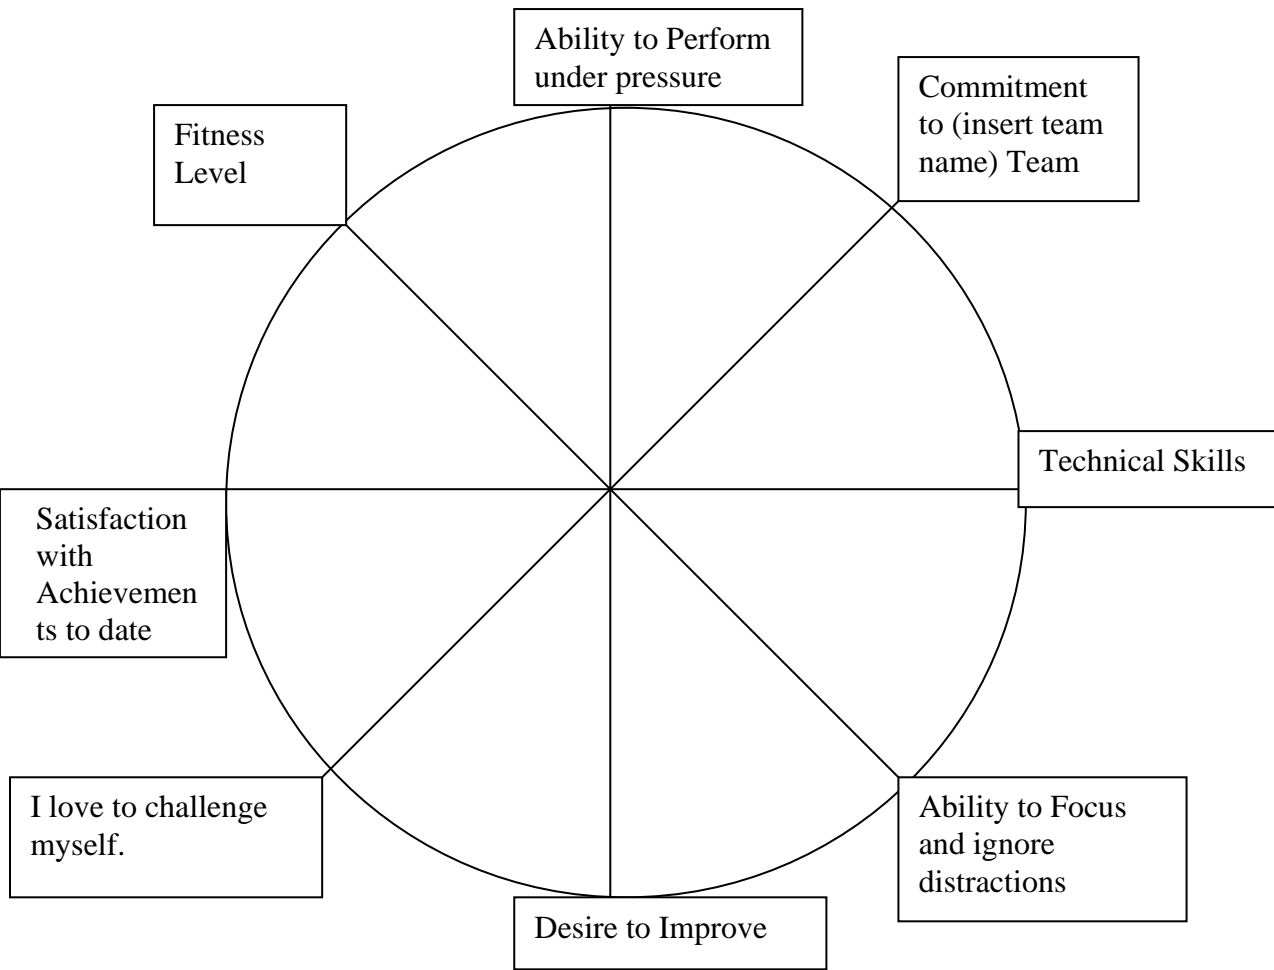 Ability to Perform
under pressure
Commitment
to (insert team
name) Team
Fitness
Level
Technical Skills
Satisfaction
with
Achievemen
ts to date
I love to challenge
myself.
Ability to Focus
and ignore
distractions
Desire to Improve